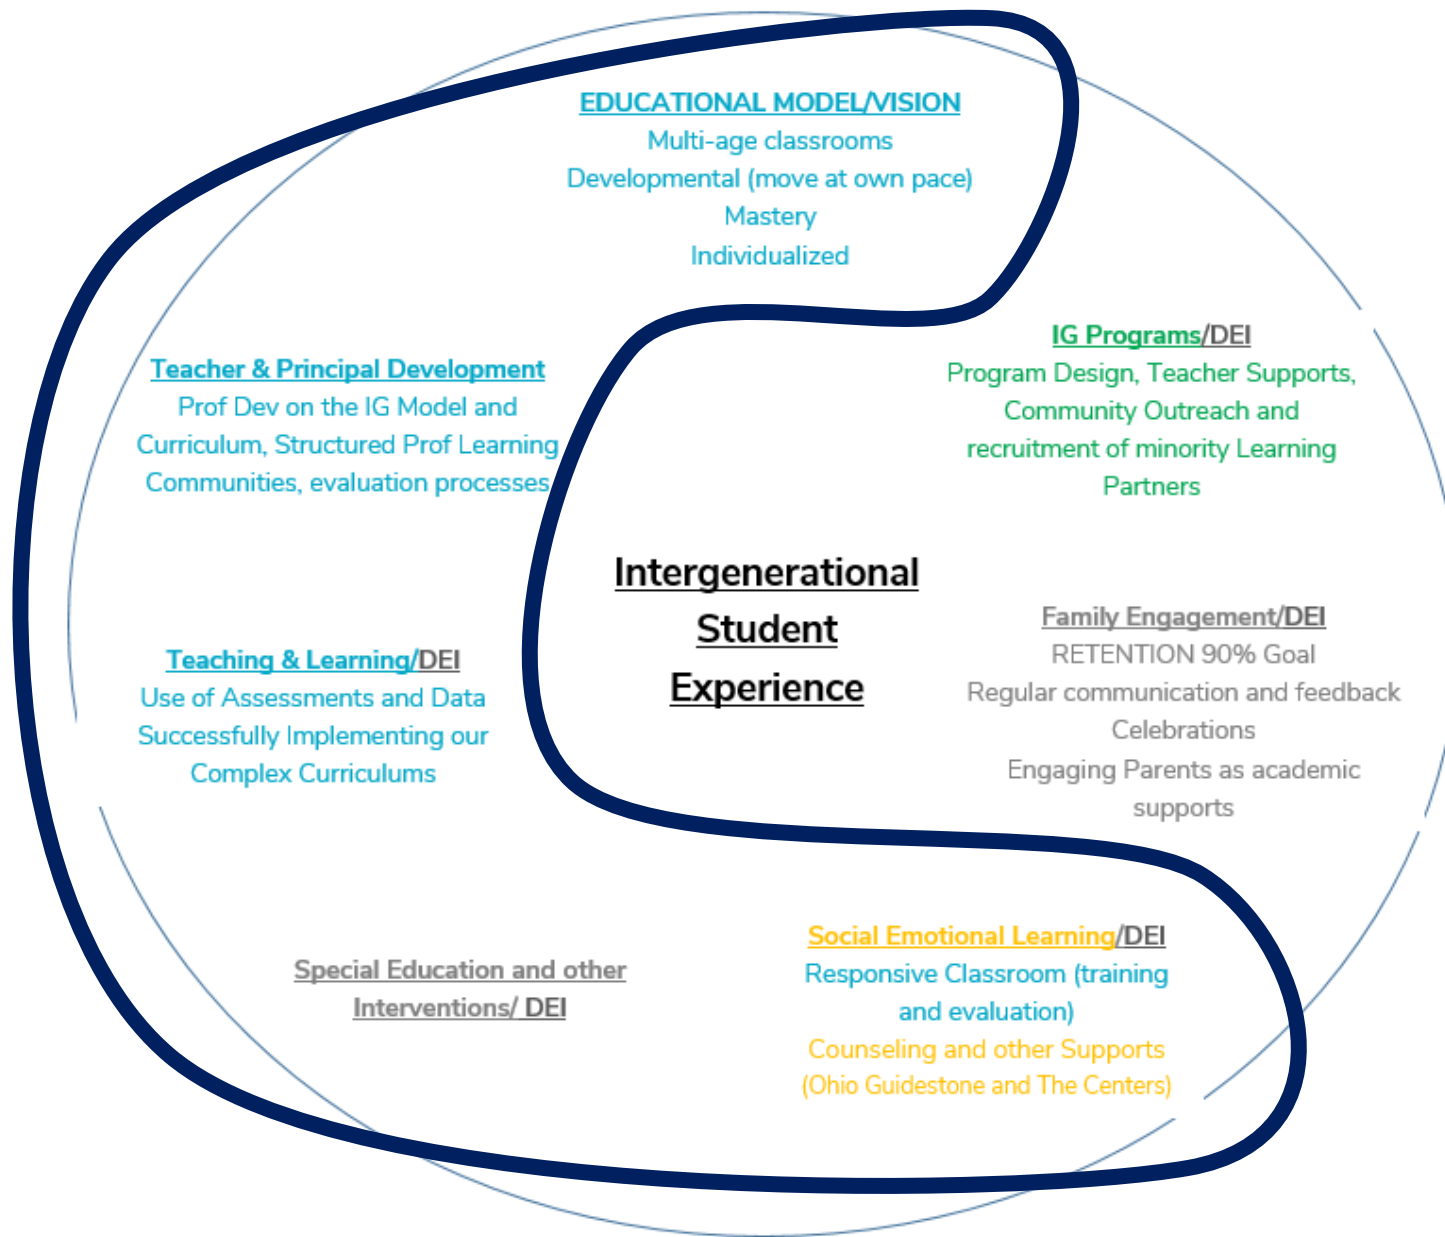 EDUCATIONAL MODEL/VISION
Multi-age classrooms
Developmental (move at own pace)
Mastery
Individualized
IG Programs/DEI
Program Design, Teacher Supports,
Community Outreach and
recruitment of minority Learning
Partners
Teacher & Principal Development
Prof Dev on the IG Model and
Curriculum, Structured Prof Learning
Communities, evaluation processes
Intergenerational
Student
Experience
Family Engagement/DEI
RETENTION 90% Goal
Regular communication and feedback
Celebrations
Engaging Parents as academic
supports
Teaching & Learning/DEI
Use of Assessments and Data
Successfully Implementing our
Complex Curriculums
Social Emotional Learning/DEI
Responsive Classroom (training
and evaluation)
Counseling and other Supports
(Ohio Guidestone and The Centers)
Special Education and other
Interventions/ DEI